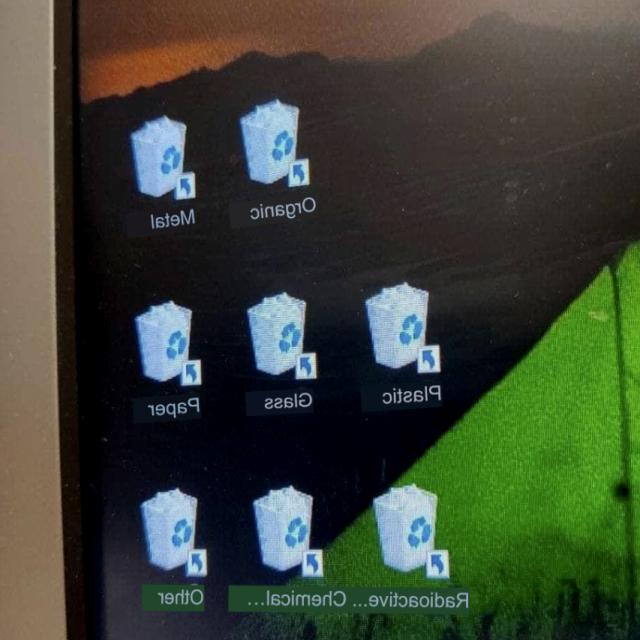 Organic
Metal
Plastic
Glass
Paper
Radioactive...
Chemical...
Other